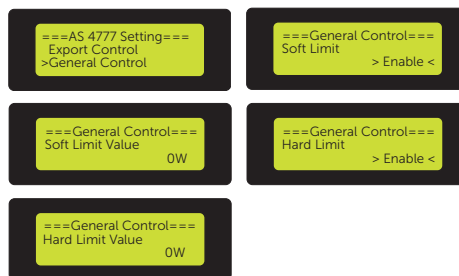 ===AS 4777 Setting===
Export Control
>General Control
===General Control===
Soft Limit
> Enable <
===General Control===
Soft Limit Value
0W
===General Control===
Hard Limit
> Enable <
===General Control===
Hard Limit Value
0W